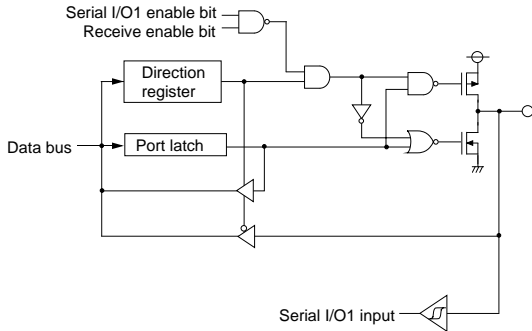 Serial I/O1 enable bit
Receive enable bit
Direction
register
Data bus
Port latch
Serial I/O1 input